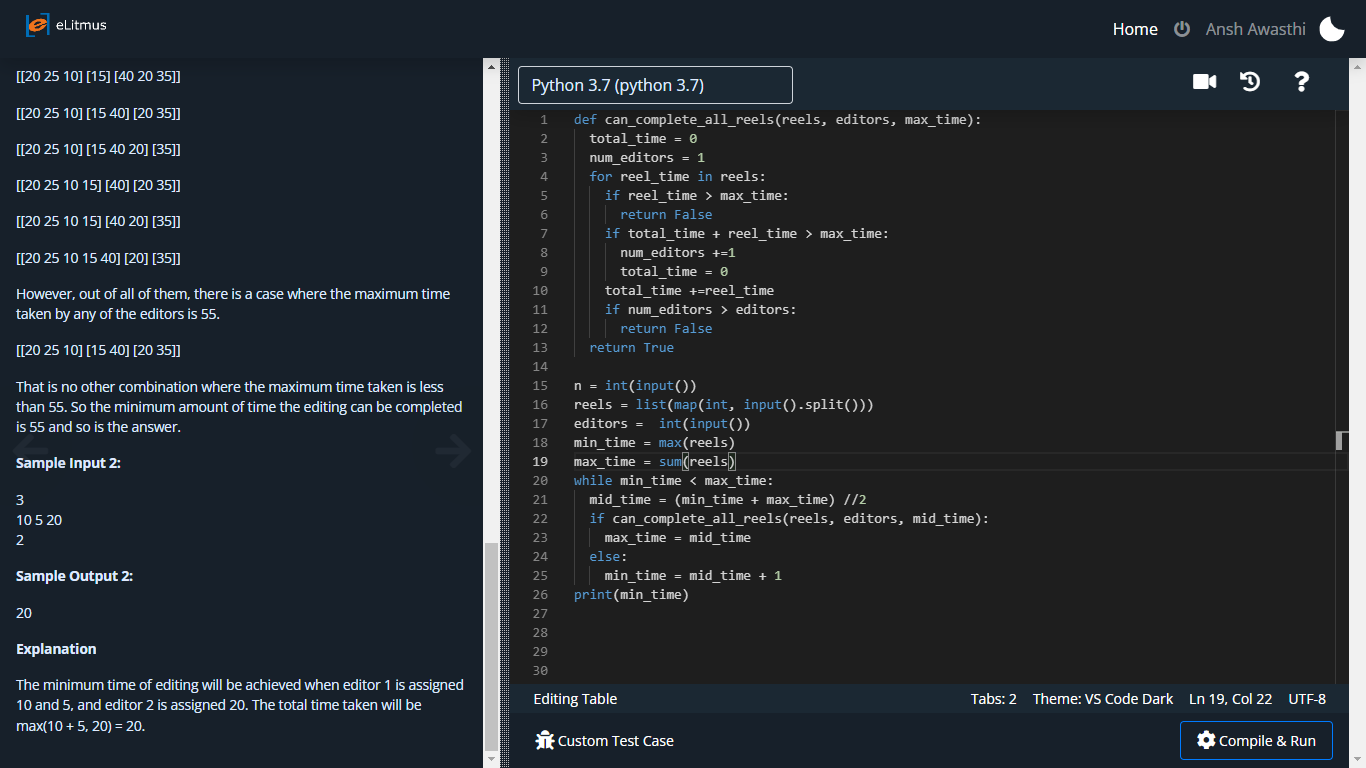 eLitmus
Home Ansh Awasthi
[[20 25 10] [15] [40 20 35]]
[[20 25 10] [15 40] [20 35]]
[[20 25 10] [15 40 20] [35]]
[[20 25 10 15] [40] [20 35]]
[[20 25 10 15] [40 20] [35]]
[[20 25 10 15 40] [20] [35]]
However, out of all of them, there is a case where the maximum time
taken by any of the editors is 55.
[[20 25 10] [15 40] [20 35]]
That is no other combination where the maximum time taken is less
than 55. So the minimum amount of time the editing can be completed
is 55 and so is the answer.
Sample Input 2:
3
10 5 20
2
Sample Output 2:
20
Explanation
The minimum time of editing will be achieved when editor 1 is assigned
10 and 5, and editor 2 is assigned 20. The total time taken will be
max(10 + 5, 20) = 20.
Python 3.7 (python 3.7)
?
1 def can_complete_all_reels(reels, editors, max_time):
2 total_time = 0
3 num_editors = 1
4 for reel_time in reels:
5 if reel_time > max_time:
6 return False
7 if total_time + reel_time > max_time:
8 num_editors +=1
9 total_time = 0
10 total_time +=reel_time
11 if num_editors > editors:
12 return False
13 return True
14
15 n = int(input())
16 reels = list(map(int, input().split()))
17 editors =  int(input())
18 min_time = max(reels)
19 max_time = sum(reels)
20 while min_time < max_time:
21 mid_time = (min_time + max_time) //2
22 if can_complete_all_reels(reels, editors, mid_time):
23 max_time = mid_time
24 else:
25 min_time = mid_time + 1
26 print(min_time)
27
28
29
30
Editing Table Tabs: 2 Theme: VS Code Dark Ln 19, Col 22 UTF-8
Custom Test Case Compile & Run